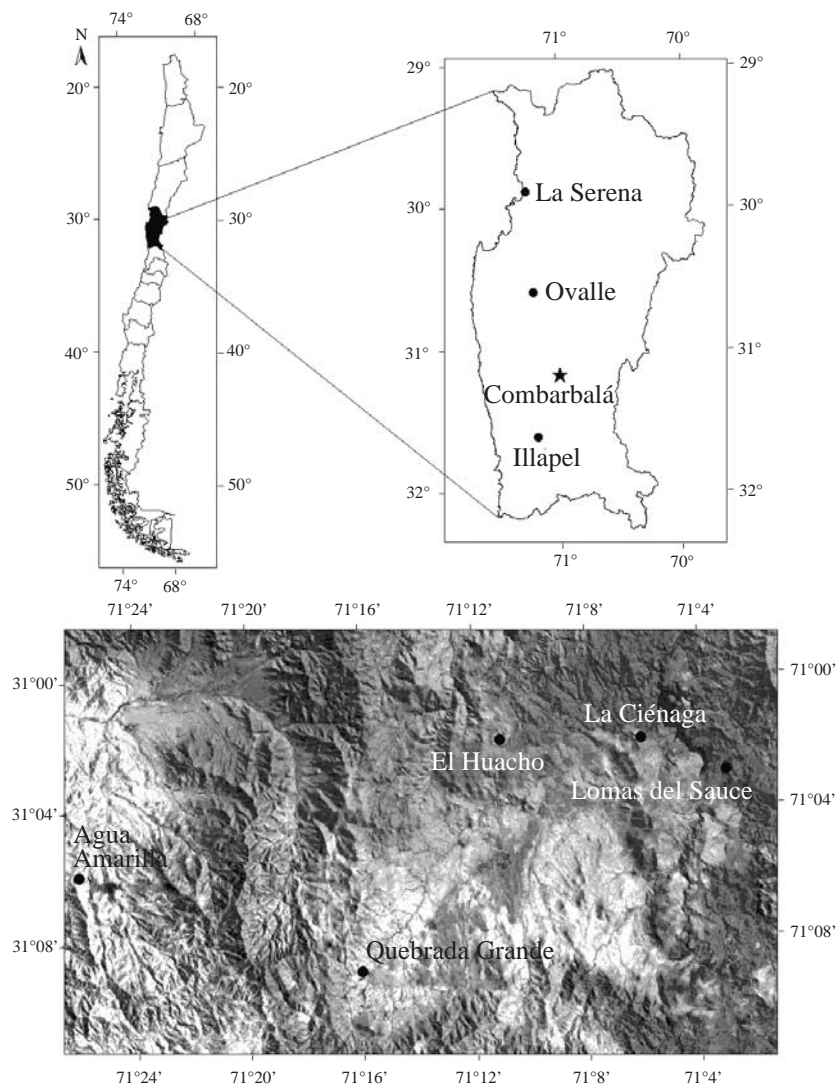 74° 68°
71° 70°
N
29° 29°
20° 20°
La Serena
30° 30°
30° 30°
Ovalle
31° 31°
40° 40°
Combarbalá
Illapel
50° 50°
32° 32°
74° 68°
71° 70°
71°24' 71°20' 71°16' 71°12' 71°8' 71°4'
31°00' 71°00'
La Ciénaga
El Huacho
Lomas del Sauce
31°04' 71°04'
Agua
Amarilla
31°08' 71°08'
Quebrada Grande
71°24' 71°20' 71°16' 71°12' 71°8' 71°4'